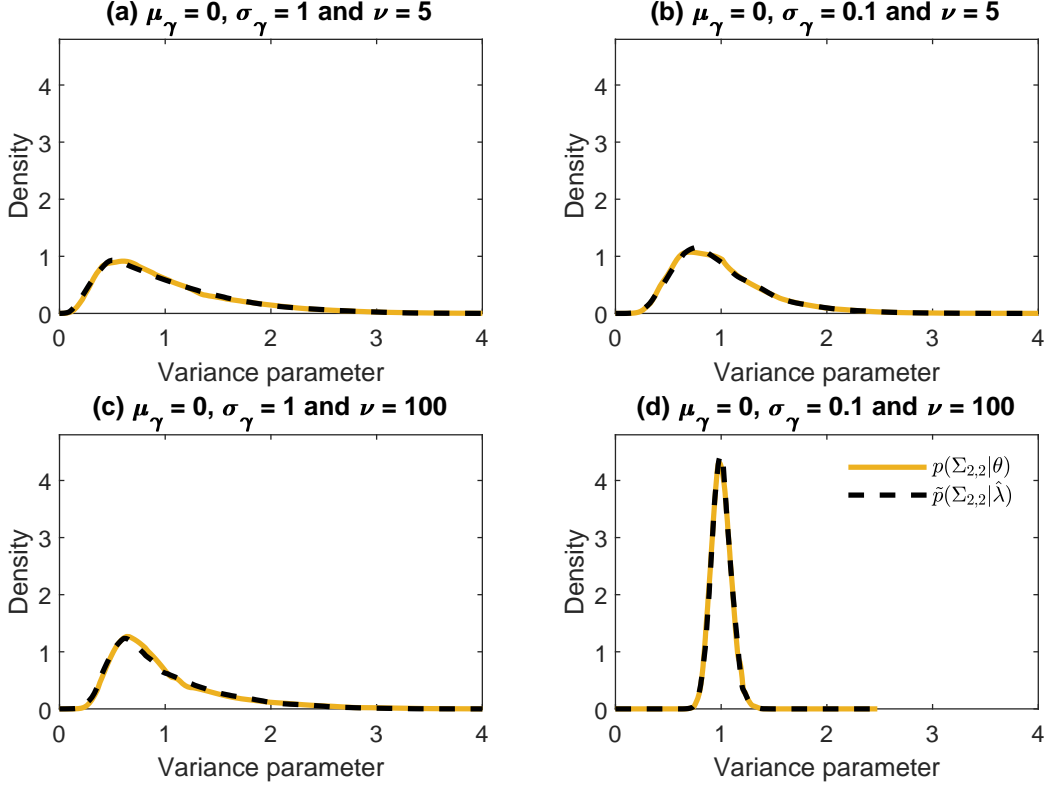 (a) μ_γ = 0, σ_γ = 1 and ν = 5
4
3
2
1
0
Density
0 1 2 3 4
Variance parameter
(b) μ_γ = 0, σ_γ = 0.1 and ν = 5
4
3
2
1
0
Density
0 1 2 3 4
Variance parameter
(c) μ_γ = 0, σ_γ = 1 and ν = 100
4
3
2
1
0
Density
0 1 2 3 4
Variance parameter
(d) μ_γ = 0, σ_γ = 0.1 and ν = 100
4
3
2
1
0
Density
p(Σ_{2,2}|θ)
p̃(Σ_{2,2}|λ̂)
0 1 2 3 4
Variance parameter